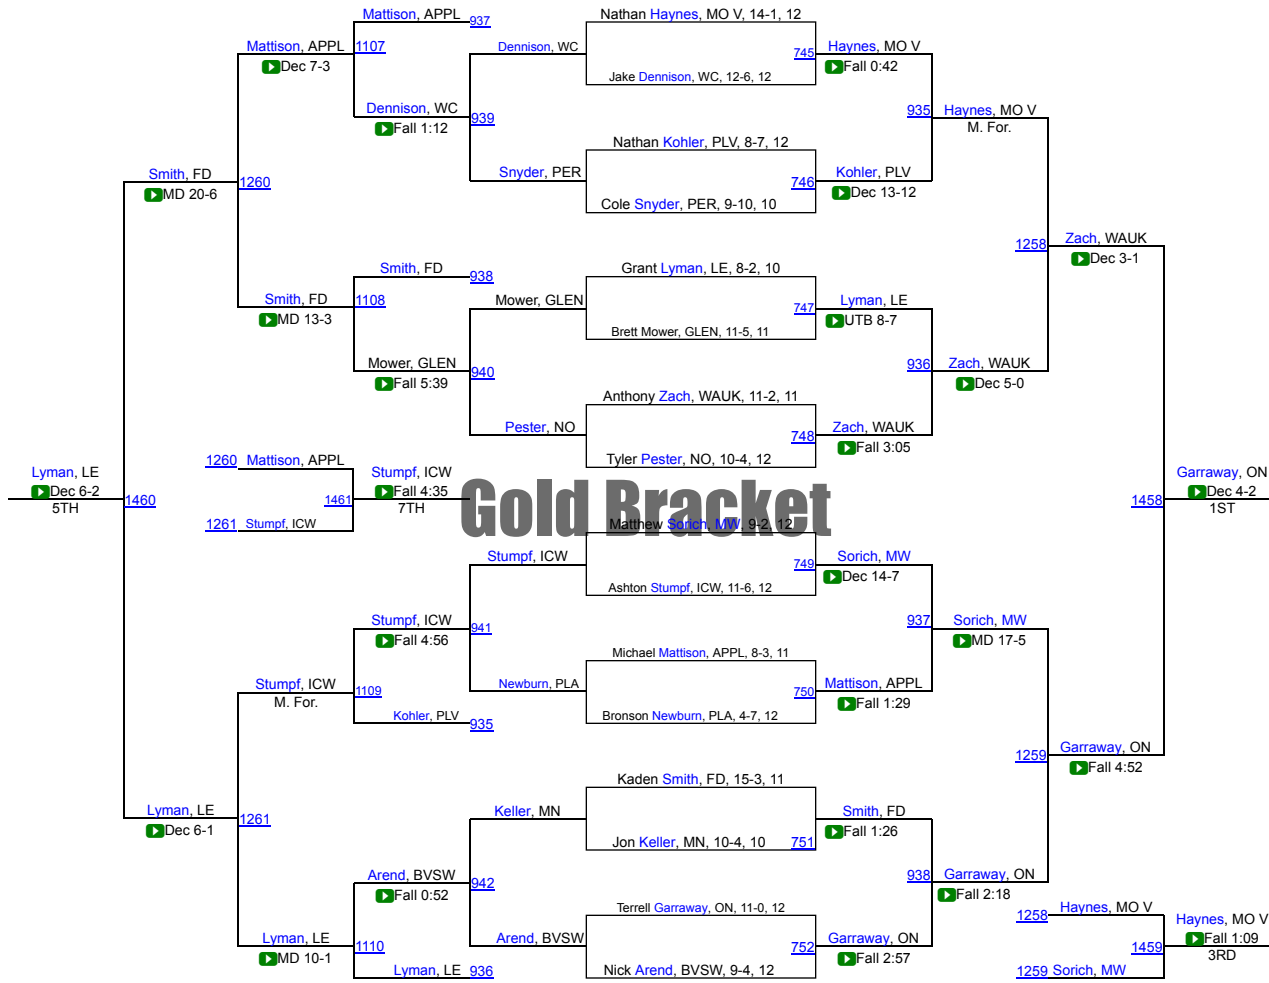 Mattison, APPL
937
Nathan Haynes, MO V, 14-1, 12
Mattison, APPL
1107
Dec 7-3
Dennison, WC
745
Haynes, MO V
Fall 0:42
Jake Dennison, WC, 12-6, 12
Dennison, WC
939
Fall 1:12
935
Haynes, MO V
M. For.
Nathan Kohler, PLV, 8-7, 12
Smith, FD
1260
MD 20-6
Snyder, PER
746
Kohler, PLV
Dec 13-12
Cole Snyder, PER, 9-10, 10
1258
Zach, WAUK
Dec 3-1
Smith, FD
938
Grant Lyman, LE, 8-2, 10
Smith, FD
1108
MD 13-3
Mower, GLEN
747
Lyman, LE
UTB 8-7
Brett Mower, GLEN, 11-5, 11
Mower, GLEN
940
Fall 5:39
936
Zach, WAUK
Dec 5-0
Anthony Zach, WAUK, 11-2, 11
Pester, NO
748
Zach, WAUK
Fall 3:05
Tyler Pester, NO, 10-4, 12
1260
Mattison, APPL
Lyman, LE
Dec 6-2
5TH
1460
1461
Stumpf, ICW
Fall 4:35
7TH
1458
Garraway, ON
Dec 4-2
1ST
Gold Bracket
1261
Stumpf, ICW
Matthew Sorich, MW, 9-2, 12
Stumpf, ICW
749
Sorich, MW
Dec 14-7
Ashton Stumpf, ICW, 11-6, 12
Stumpf, ICW
941
Fall 4:56
937
Sorich, MW
MD 17-5
Michael Mattison, APPL, 8-3, 11
Stumpf, ICW
M. For.
1109
Newburn, PLA
750
Mattison, APPL
Fall 1:29
Kohler, PLV
935
Bronson Newburn, PLA, 4-7, 12
1259
Garraway, ON
Fall 4:52
Kaden Smith, FD, 15-3, 11
Lyman, LE
1261
Dec 6-1
Keller, MN
Smith, FD
Fall 1:26
Jon Keller, MN, 10-4, 10
751
Arend, BVSW
942
Fall 0:52
938
Garraway, ON
Fall 2:18
Terrell Garraway, ON, 11-0, 12
1258
Haynes, MO V
Lyman, LE
1110
MD 10-1
Arend, BVSW
752
Garraway, ON
Fall 2:57
1459
Haynes, MO V
Fall 1:09
3RD
Lyman, LE
936
Nick Arend, BVSW, 9-4, 12
1259
Sorich, MW